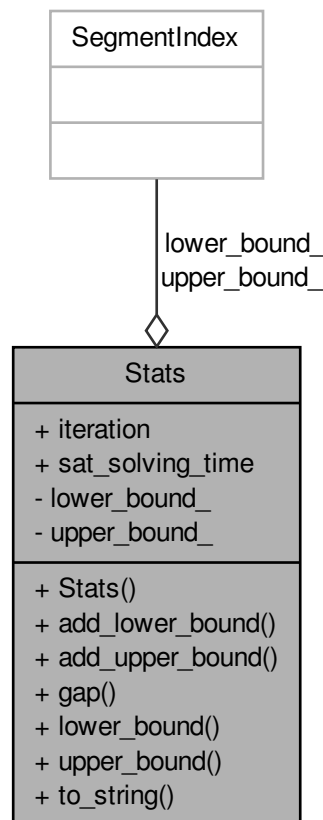 SegmentIndex
lower_bound_
upper_bound_
Stats
+ iteration
+ sat_solving_time
- lower_bound_
- upper_bound_
+ Stats()
+ add_lower_bound()
+ add_upper_bound()
+ gap()
+ lower_bound()
+ upper_bound()
+ to_string()